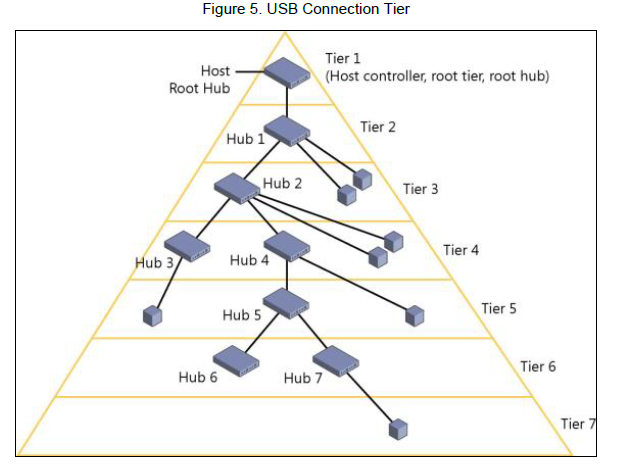 Figure 5. USB Connection Tier
Host
Root Hub
Tier 1
(Host controller, root tier, root hub)
Hub 1
Tier 2
Hub 2
Tier 3
Hub 3
Hub 4
Tier 4
Hub 5
Tier 5
Hub 6
Hub 7
Tier 6
Tier 7